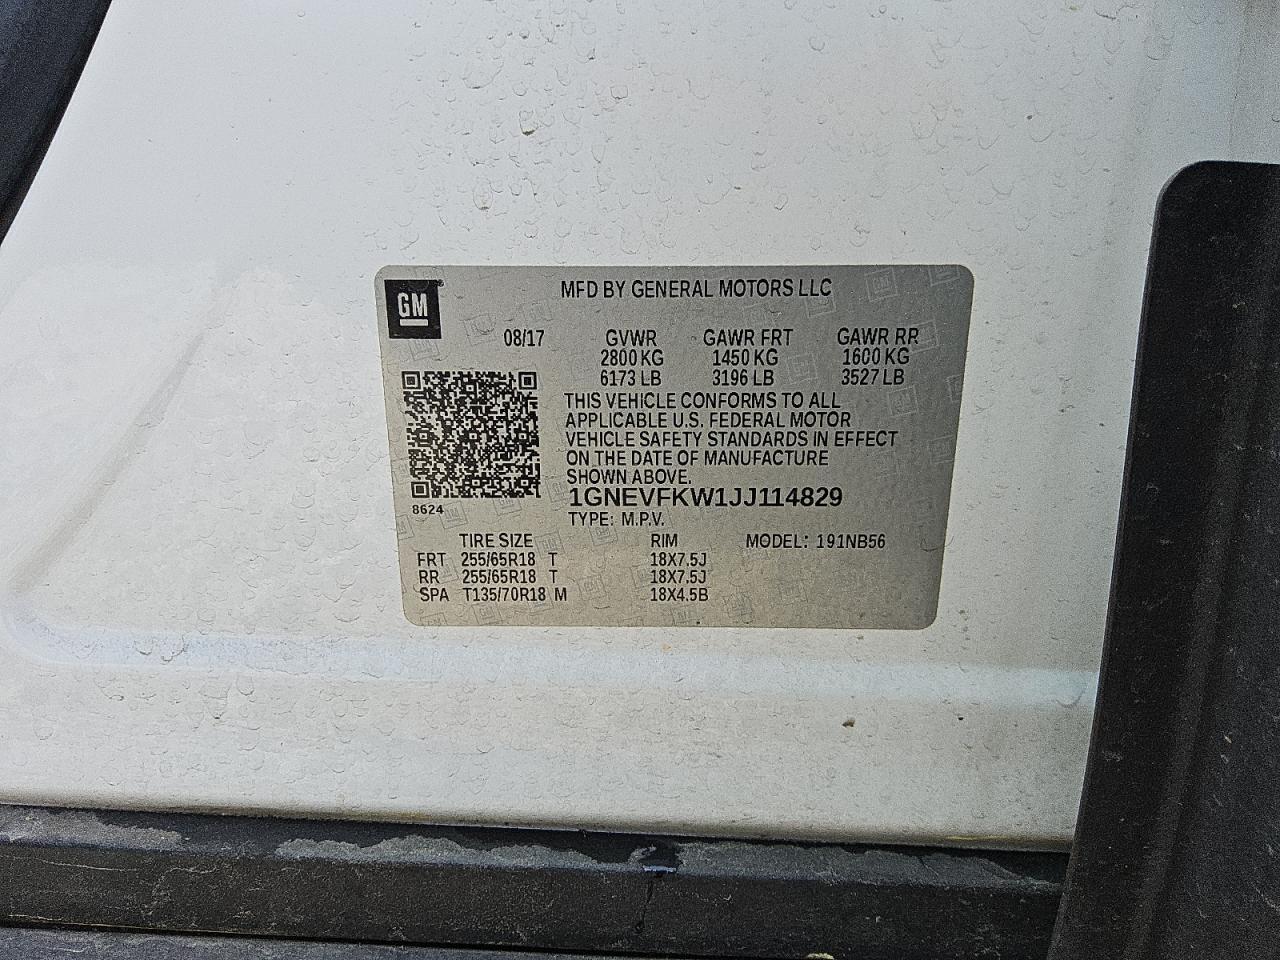 GM
MFD BY GENERAL MOTORS LLC
08/17 GVWR GAWR FRT GAWR RR
2800 KG 1450 KG 1600 KG
6173 LB 3196 LB 3527 LB
THIS VEHICLE CONFORMS TO ALL
APPLICABLE U.S. FEDERAL MOTOR
VEHICLE SAFETY STANDARDS IN EFFECT
ON THE DATE OF MANUFACTURE
SHOWN ABOVE.
1GNEVFKW1JJ114829
8624
TYPE: M.P.V.
TIRE SIZE RIM MODEL: 191NB56
FRT 255/65R18 T 18X7.5J
RR 255/65R18 T 18X7.5J
SPA T135/70R18 M 18X4.5B